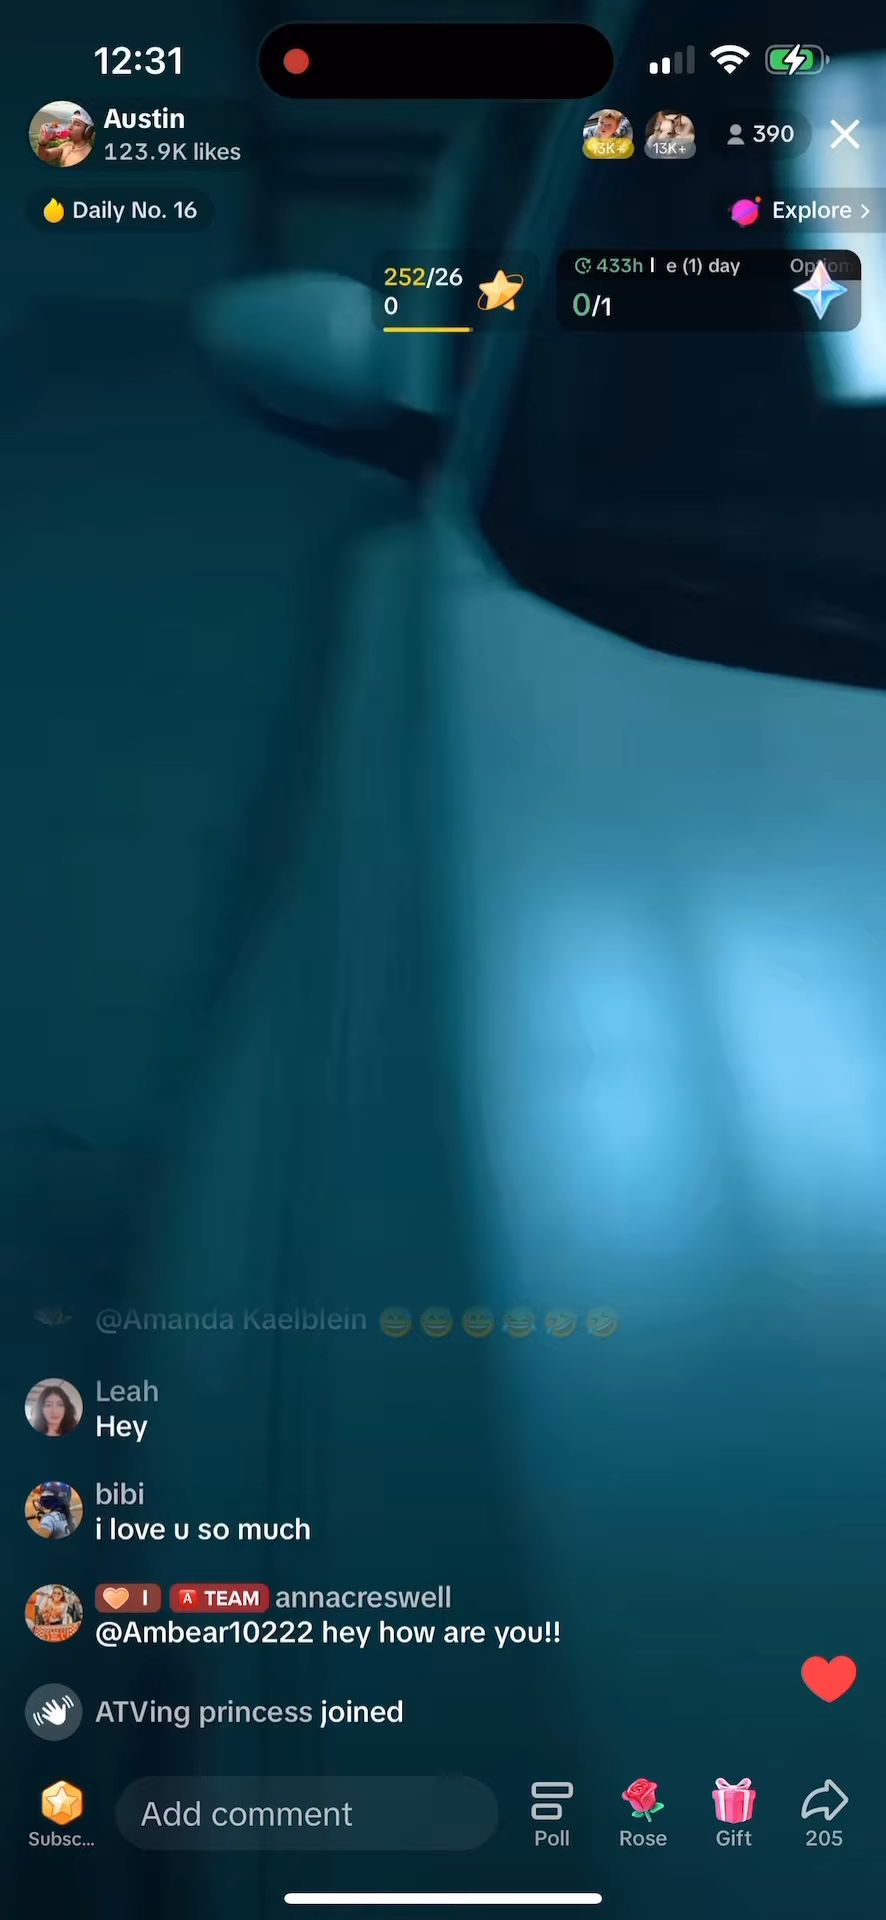 12:31
Austin
123.9K likes
13K+
13K+
390
Daily No. 16
Explore
252/26
0
433h
e (1) day
0/1
@Amanda Kaelblein 😅😅😅😂🤣🤣
Leah
Hey
bibi
i love u so much
I
A TEAM annacreswell
@Ambear10222 hey how are you!!
ATVing princess joined
Subsc...
Add comment
Poll
Rose
Gift
205